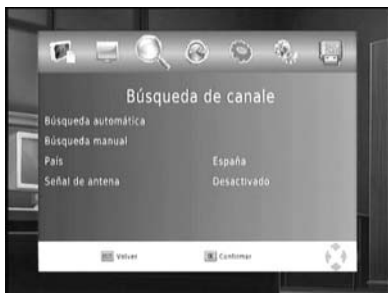 Búsqueda de canale
Búsqueda automática
Búsqueda manual
País España
Señal de antena Desactivado
Volver Confirmar